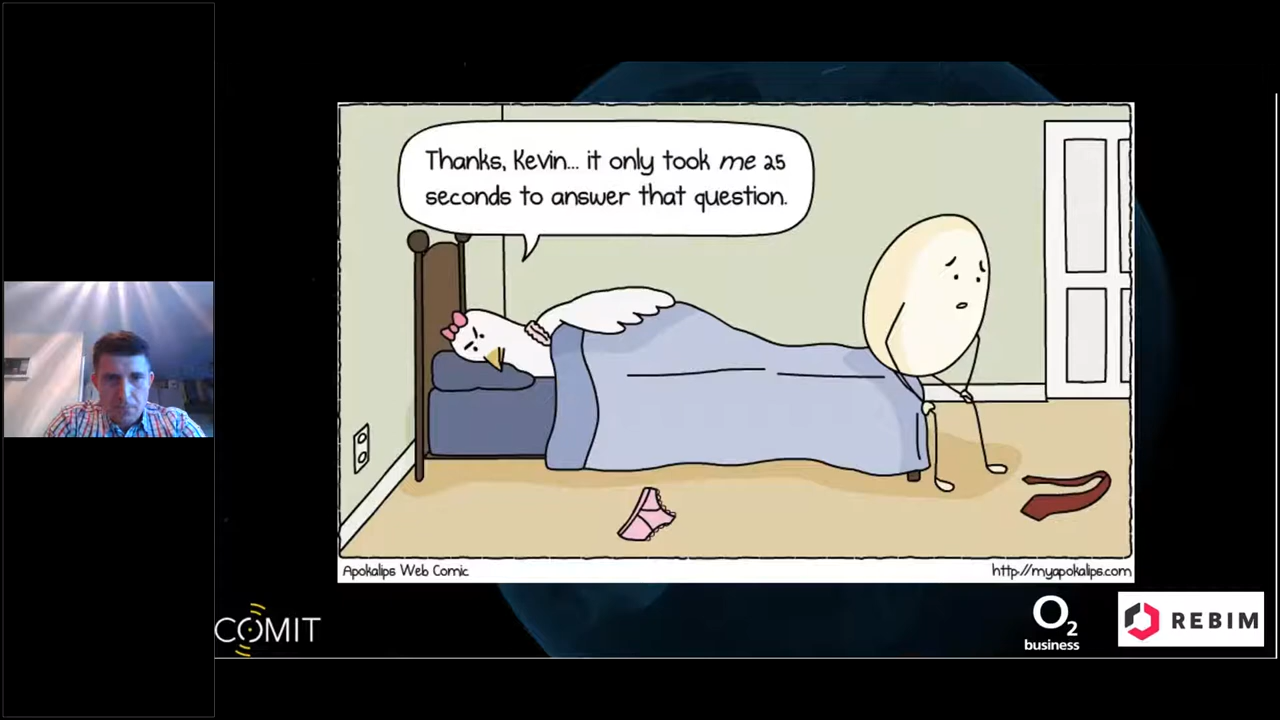 Thanks, Kevin... it only took me 25
seconds to answer that question.
Apokalips Web Comic
http://myapokalips.com
COMIT
O2
business
REBIM